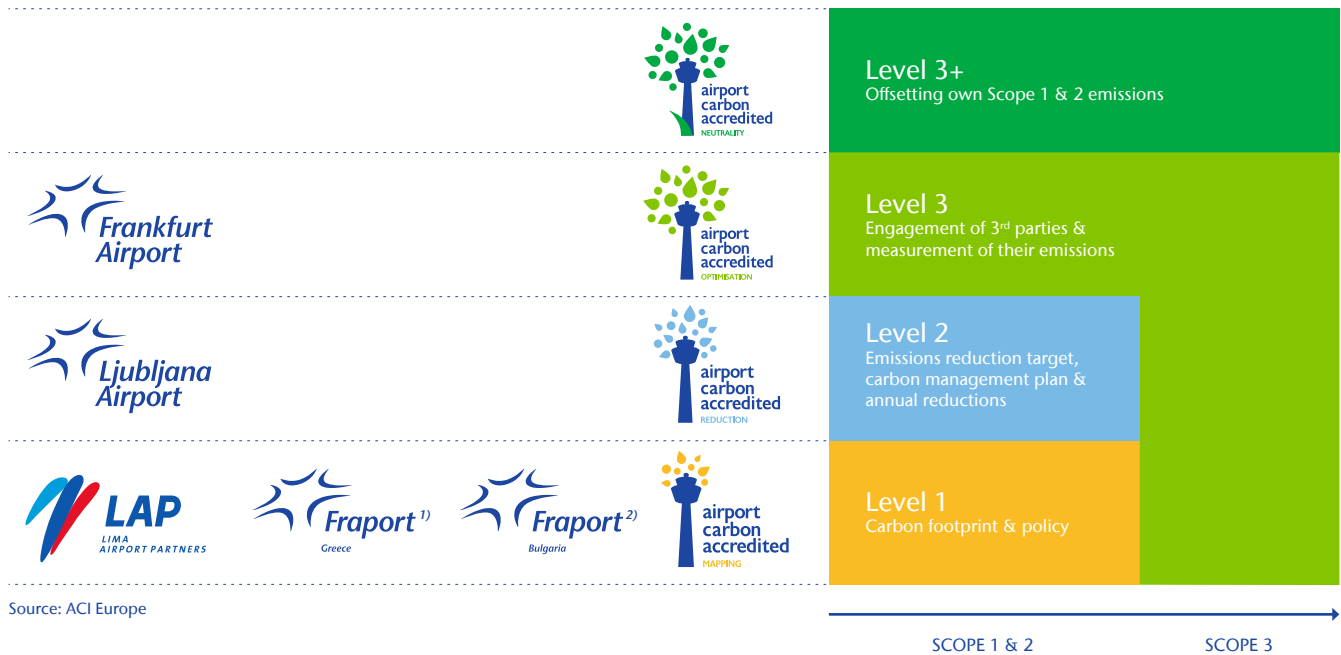 airport
carbon
accredited
NEUTRALITY
Level 3+
Offsetting own Scope 1 & 2 emissions
Frankfurt
Airport
airport
carbon
accredited
OPTIMISATION
Level 3
Engagement of 3rd parties &
measurement of their emissions
Ljubljana
Airport
airport
carbon
accredited
REDUCTION
Level 2
Emissions reduction target,
carbon management plan &
annual reductions
LAP
LIMA
AIRPORT PARTNERS
Fraport 1)
Greece
Fraport 2)
Bulgaria
airport
carbon
accredited
MAPPING
Level 1
Carbon footprint & policy
Source: ACI Europe
SCOPE 1 & 2
SCOPE 3